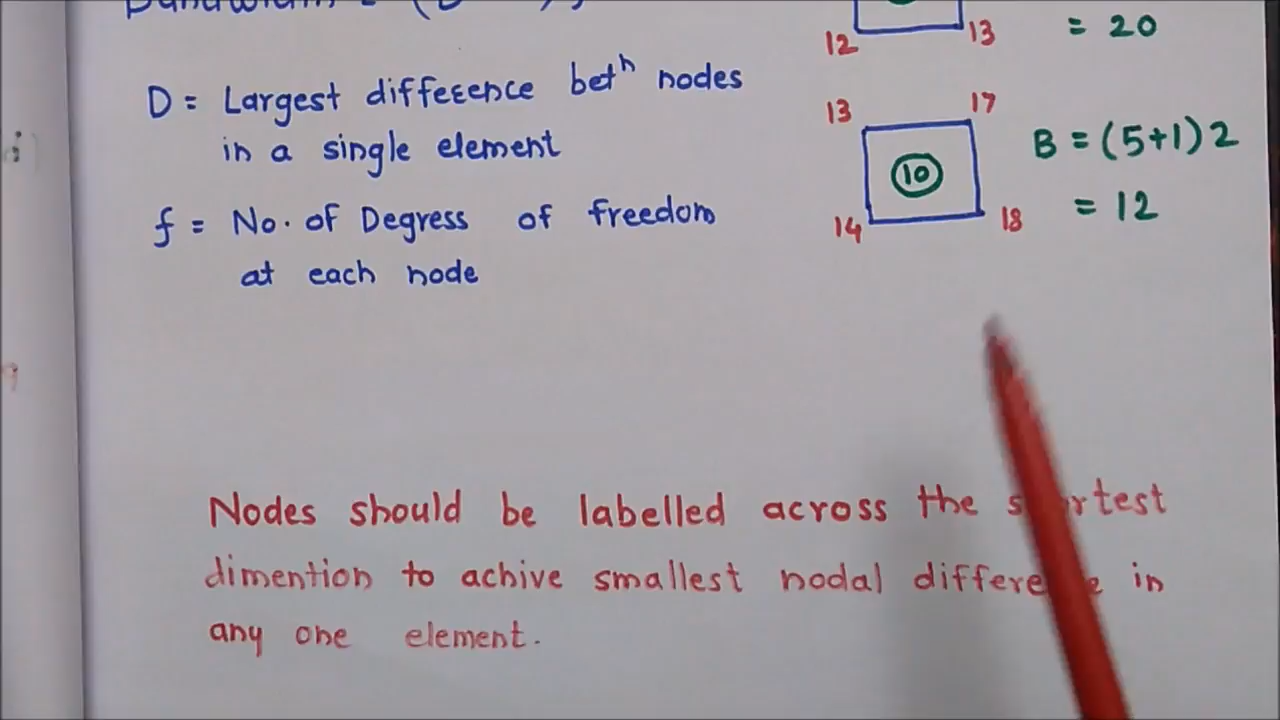 D = Largest difference betⁿ nodes
in a single element
f = No. of Degress of freedom
at each node
12 13
= 20
13 17
10
14 18
B = (5+1) 2
= 12
Nodes should be labelled across the
dimention to achive smallest nodal in
any one element.